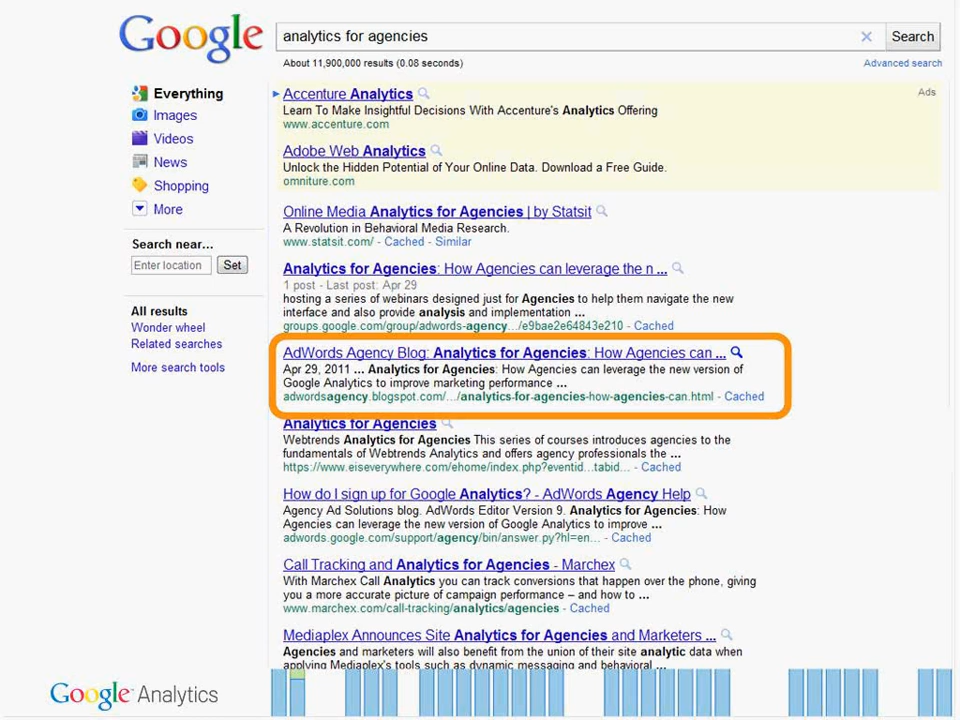 Google
analytics for agencies
Search
About 11,900,000 results (0.08 seconds)
Advanced search
Everything
Images
Videos
News
Shopping
More
Search near...
Enter location
Set
All results
Wonder wheel
Related searches
More search tools
Ads
Accenture Analytics
Learn To Make Insightful Decisions With Accenture's Analytics Offering
www.accenture.com
Adobe Web Analytics
Unlock the Hidden Potential of Your Online Data. Download a Free Guide.
omniture.com
Online Media Analytics for Agencies | by Statsit
A Revolution in Behavioral Media Research.
www.statsit.com/ - Cached - Similar
Analytics for Agencies: How Agencies can leverage the n ...
1 post - Last post: Apr 29
hosting a series of webinars designed just for Agencies to help them navigate the new
interface and also provide analysis and implementation ...
groups.google.com/group/adwords-agency.../e9bae2e64843e210 - Cached
AdWords Agency Blog: Analytics for Agencies: How Agencies can ...
Apr 29, 2011 ... Analytics for Agencies: How Agencies can leverage the new version of
Google Analytics to improve marketing performance ...
adwordsagency.blogspot.com/.../analytics-for-agencies-how-agencies-can.html - Cached
Analytics for Agencies
Webtrends Analytics for Agencies This series of courses introduces agencies to the
fundamentals of Webtrends Analytics and offers agency professionals the ...
https://www.eiseverywhere.com/ehome/index.php?eventid...tabid... - Cached
How do I sign up for Google Analytics? - AdWords Agency Help
Agency Ad Solutions blog. AdWords Editor Version 9. Analytics for Agencies: How
Agencies can leverage the new version of Google Analytics to improve ...
adwords.google.com/support/agency/bin/answer.py?hl=en... - Cached
Call Tracking and Analytics for Agencies - Marchex
With Marchex Call Analytics you can track conversions that happen over the phone, giving
you a more accurate picture of campaign performance – and how to ...
www.marchex.com/call-tracking/analytics/agencies - Cached
Mediaplex Announces Site Analytics for Agencies and Marketers ...
Agencies and marketers will also benefit from the union of their site analytic data when
applying Mediaplex's tools such as dynamic messaging and behavioral ...
Google Analytics